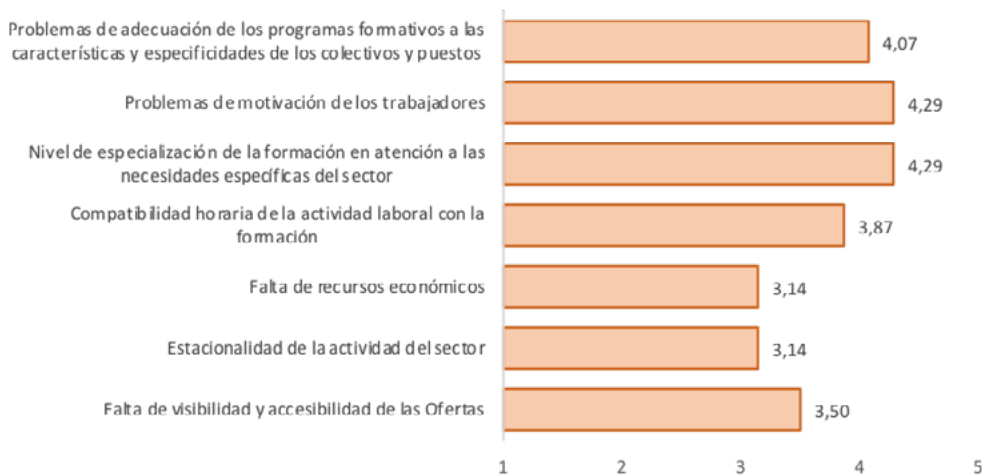 Problemas de adecuación de los programas formativos a las
características y especificidades de los colectivos y puestos
4,07
Problemas de motivación de los trabajadores
4,29
Nivel de especialización de la formación en atención a las
necesidades específicas del sector
4,29
Compatibilidad horaria de la actividad laboral con la
formación
3,87
Falta de recursos económicos
3,14
Estacionalidad de la actividad del sector
3,14
Falta de visibilidad y accesibilidad de las Ofertas
3,50
1 2 3 4 5